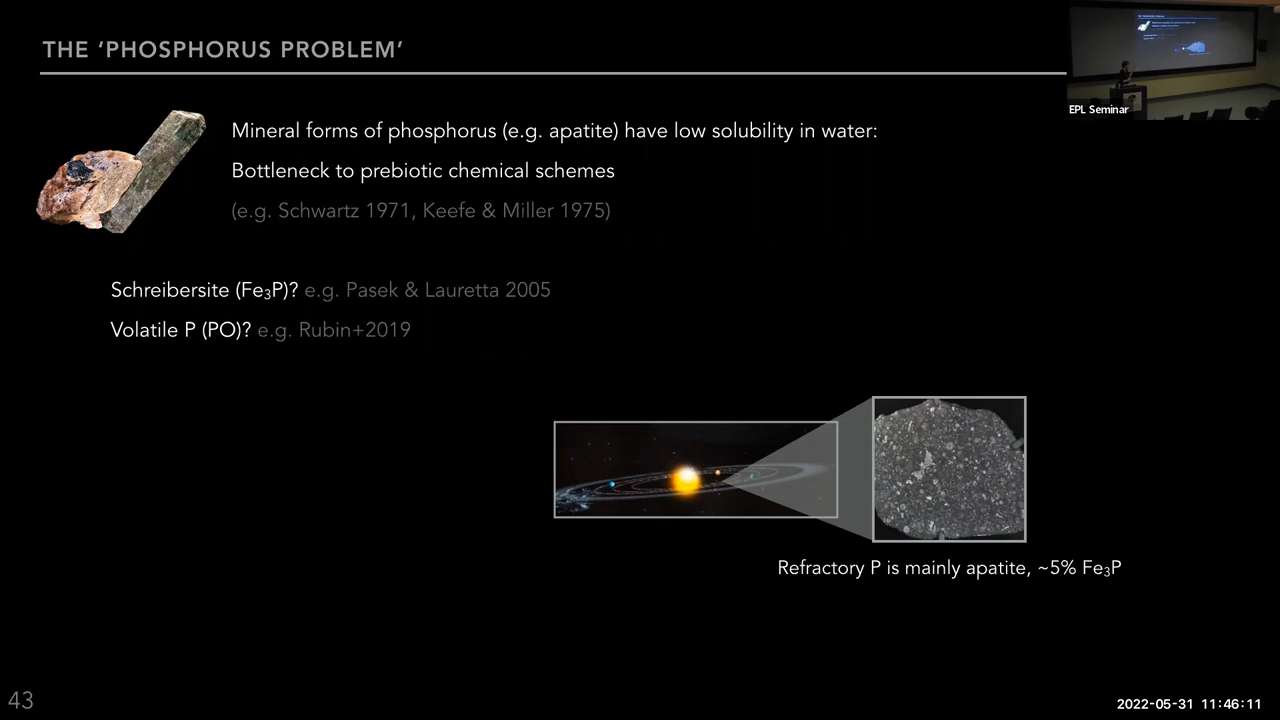 THE ‘PHOSPHORUS PROBLEM’
EPL Seminar
Mineral forms of phosphorus (e.g. apatite) have low solubility in water:
Bottleneck to prebiotic chemical schemes
(e.g. Schwartz 1971, Keefe & Miller 1975)
Schreibersite (Fe₃P)? e.g. Pasek & Lauretta 2005
Volatile P (PO)? e.g. Rubin+2019
Refractory P is mainly apatite, ~5% Fe₃P
43
2022-05-31 11:46:11